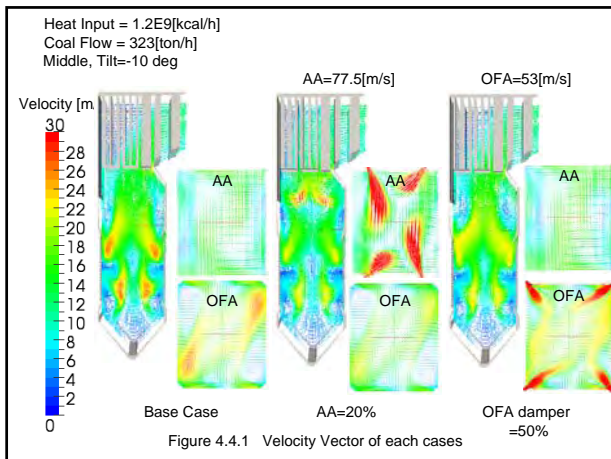 Heat Input = 1.2E9[kcal/h]
Coal Flow = 323[ton/h]
Middle, Tilt=-10 deg
AA=77.5[m/s]
OFA=53[m/s]
Velocity [m
30
28
26
24
22
20
18
16
14
12
10
8
6
4
2
0
AA
AA
AA
OFA
OFA
OFA
Base Case
AA=20%
OFA damper
=50%
Figure 4.4.1 Velocity Vector of each cases